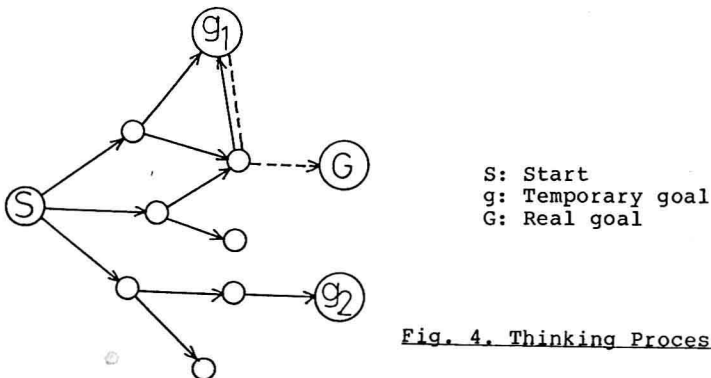 g1
G
S
S: Start
g: Temporary goal
G: Real goal
g2
Fig. 4. Thinking Proces